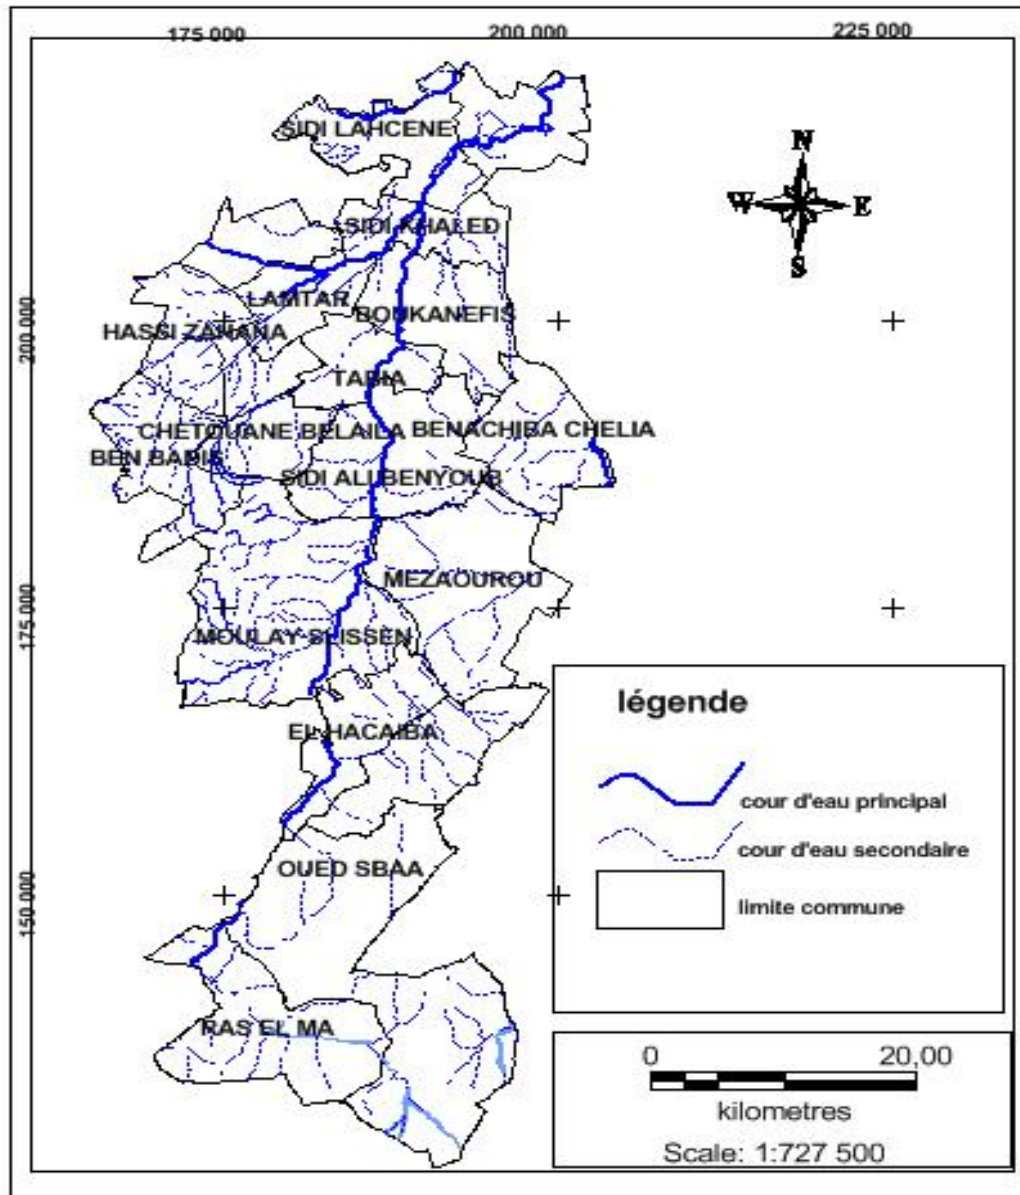 175 000 200 000 225 000
N
W E
S
SIDI LAHCENE
SIDI KHALED
LAMTAR
BOUKANEFIS
HASSI ZAHANA
200 000
TABIA
CHETOUANE BELAILA
BENACHIBA CHELIA
BEN BADIS
SIDI ALI BENYOUB
MEZAOUROU
175 000
MOULAY SLISSEN
EL HACAIBA
légende
cour d'eau principal
cour d'eau secondaire
limite commune
OUED SBAA
150 000
RAS EL MA
0 20,00
kilometres
Scale: 1:727 500